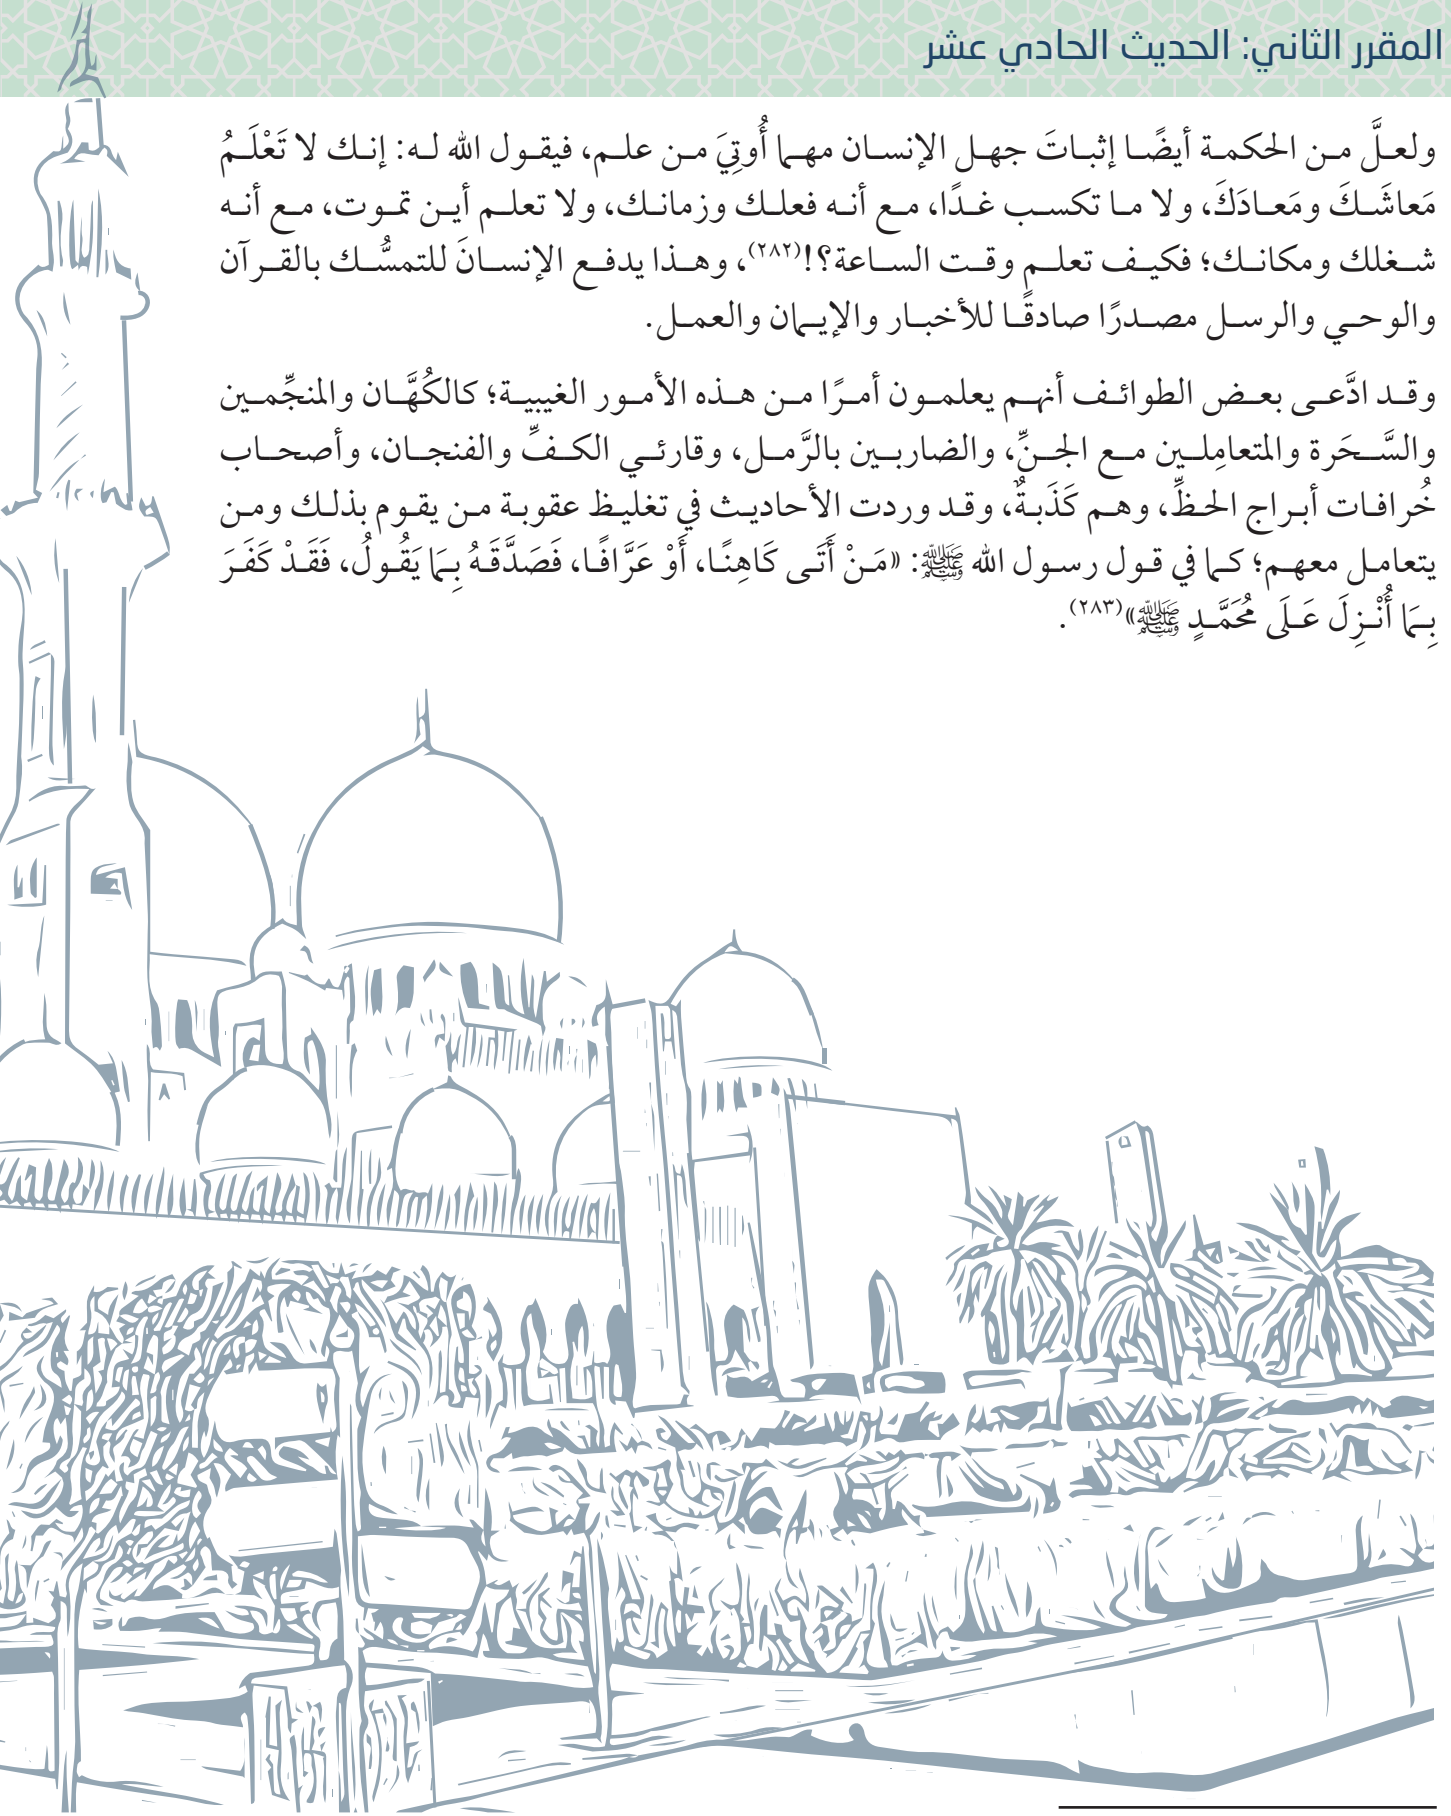 المقرر الثاني: الحديث الحادي عشر
ولعلَّ من الحكمة أيضًا إثباتَ جهل الإنسان مهما أُوتِيَ من علم، فيقول الله له: إنك لا تَعْلَمُ
مَعاشَكَ ومَعادَكَ، ولا ما تكسب غدًا، مع أنه فعلك وزمانك، ولا تعلم أين تموت، مع أنه
شغلك ومكانك؛ فكيف تعلم وقت الساعة؟!(٢٨٢)، وهذا يدفع الإنسانَ للتمسُّك بالقرآن
والوحي والرسل مصدرًا صادقًا للأخبار والإيمان والعمل.
وقد ادَّعى بعض الطوائف أنهم يعلمون أمرًا من هذه الأمور الغيبية؛ كالكُهَّان والمنجِّمين
والسَّحَرة والمتعامِلين مع الجنِّ، والضاربين بالرَّمل، وقارئي الكفِّ والفنجان، وأصحاب
خُرافات أبراج الحظِّ، وهم كَذَبةٌ، وقد وردت الأحاديث في تغليظ عقوبة من يقوم بذلك ومن
يتعامل معهم؛ كما في قول رسول الله ﷺ: «مَنْ أَتَى كَاهِنًا، أَوْ عَرَّافًا، فَصَدَّقَهُ بِمَا يَقُولُ، فَقَدْ كَفَرَ
بِمَا أُنْزِلَ عَلَى مُحَمَّدٍ ﷺ»(٢٨٣).